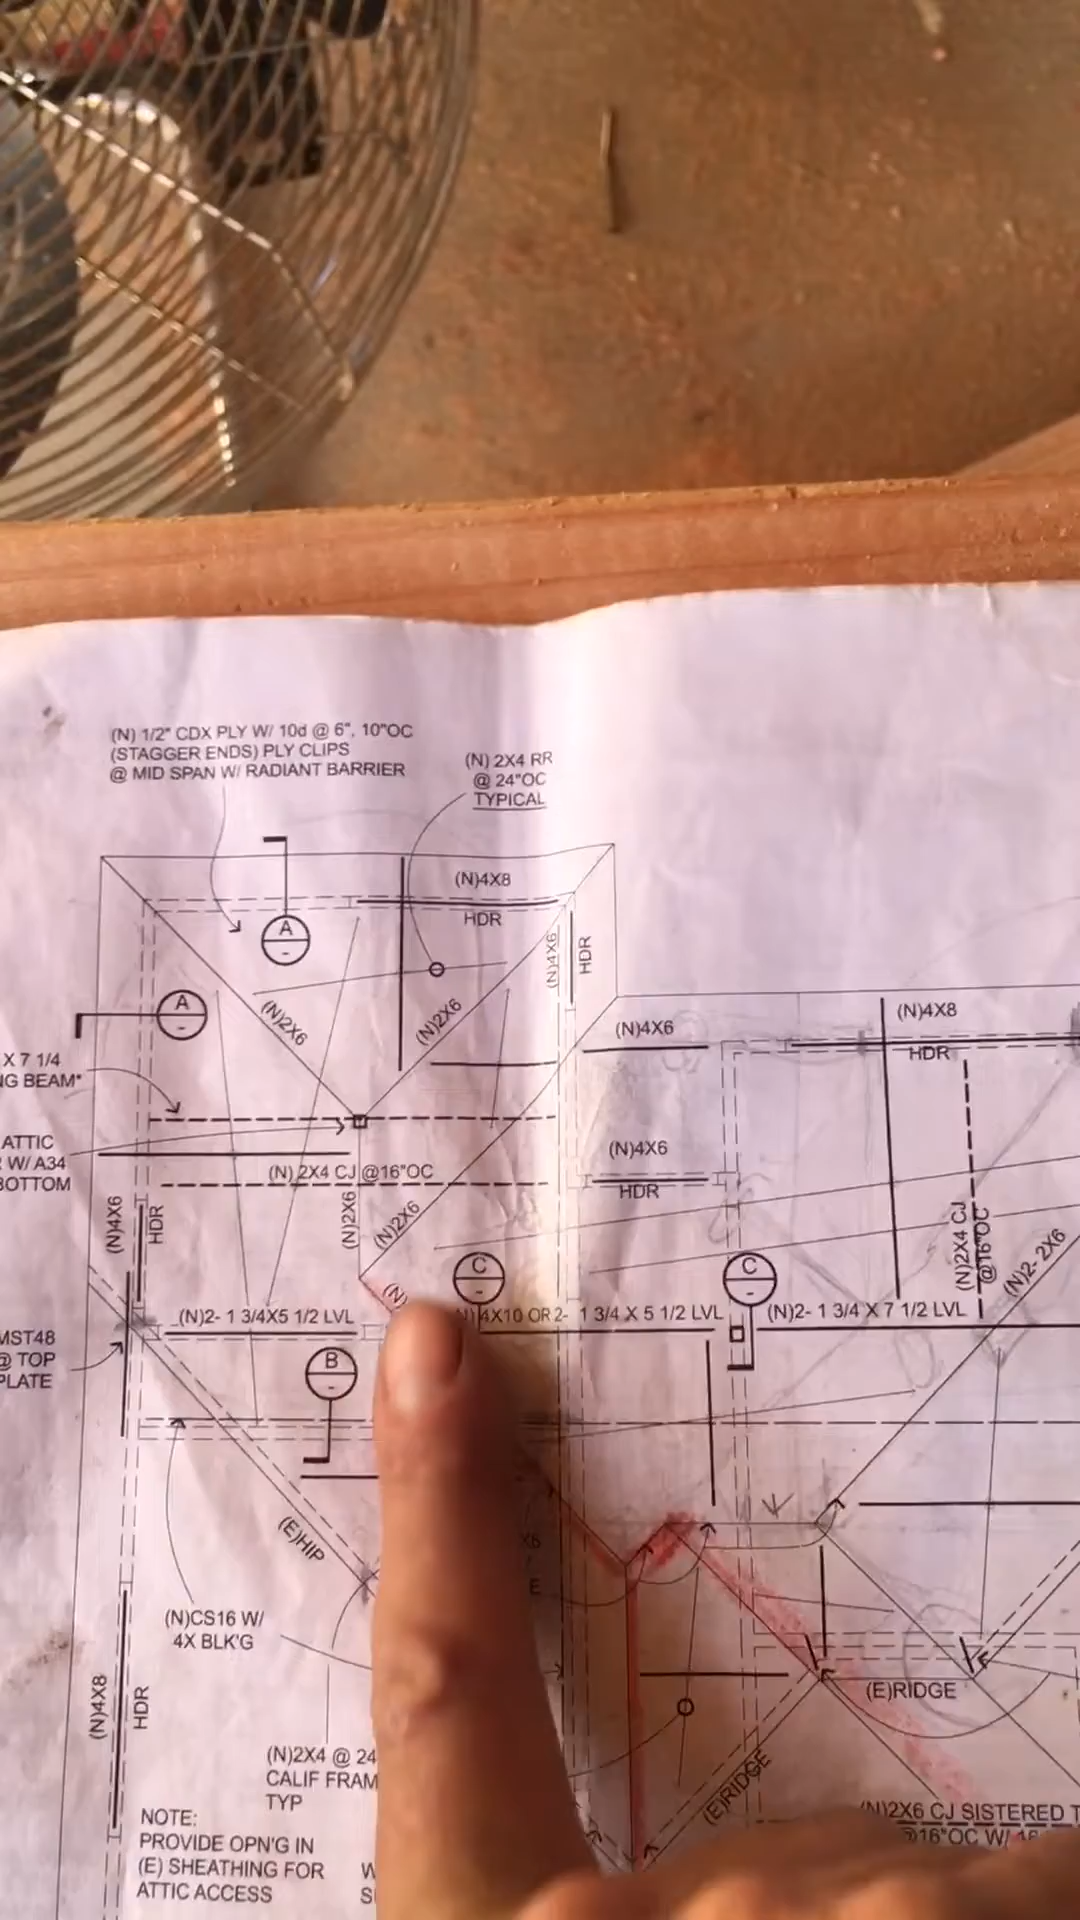 (N) 1/2" CDX PLY W/ 10d @ 6", 10"OC
(STAGGER ENDS) PLY CLIPS
@ MID SPAN W/ RADIANT BARRIER
(N) 2X4 RR
@ 24"OC
TYPICAL
(N)4X8
HDR
A
-
(N)4X6
HDR
A
-
(N)2X6
(N)2X6
(N)4X6
(N)4X8
HDR
X 7 1/4
BEAM"
ATTIC
W/ A34
BOTTOM
(N) 2X4 CJ @16"OC
(N)4X6
HDR
(N)4X6
HDR
(N)2X6
(N)2X6
(N)2X4 CJ
@16"OC
(N)2- 2X6
C
-
C
-
(N)
(N)2- 1 3/4X5 1/2 LVL
4X10 OR 2- 1 3/4 X 5 1/2 LVL
(N)2- 1 3/4 X 7 1/2 LVL
MST48
@ TOP
PLATE
B
-
(E)HIP
(N)CS16 W/
4X BLK'G
(E)RIDGE
(N)4X8
HDR
(N)2X4 @ 24
CALIF FRAM
TYP
(E)RIDGE
NOTE:
PROVIDE OPN'G IN
(E) SHEATHING FOR
ATTIC ACCESS
(N)2X6 CJ SISTERED T
@16"OC W/